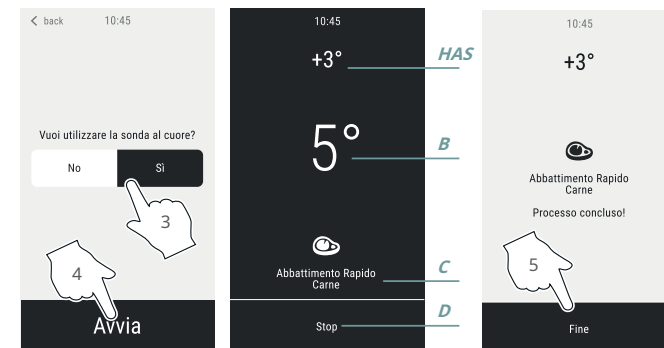 back 10:45
Vuoi utilizzare la sonda al cuore?
No Sì
3
4
Avvia
10:45
+3°
HAS
5°
B
Abbattimento Rapido
Carne
C
Stop
D
10:45
+3°
Abbattimento Rapido
Carne
Processo concluso!
5
Fine